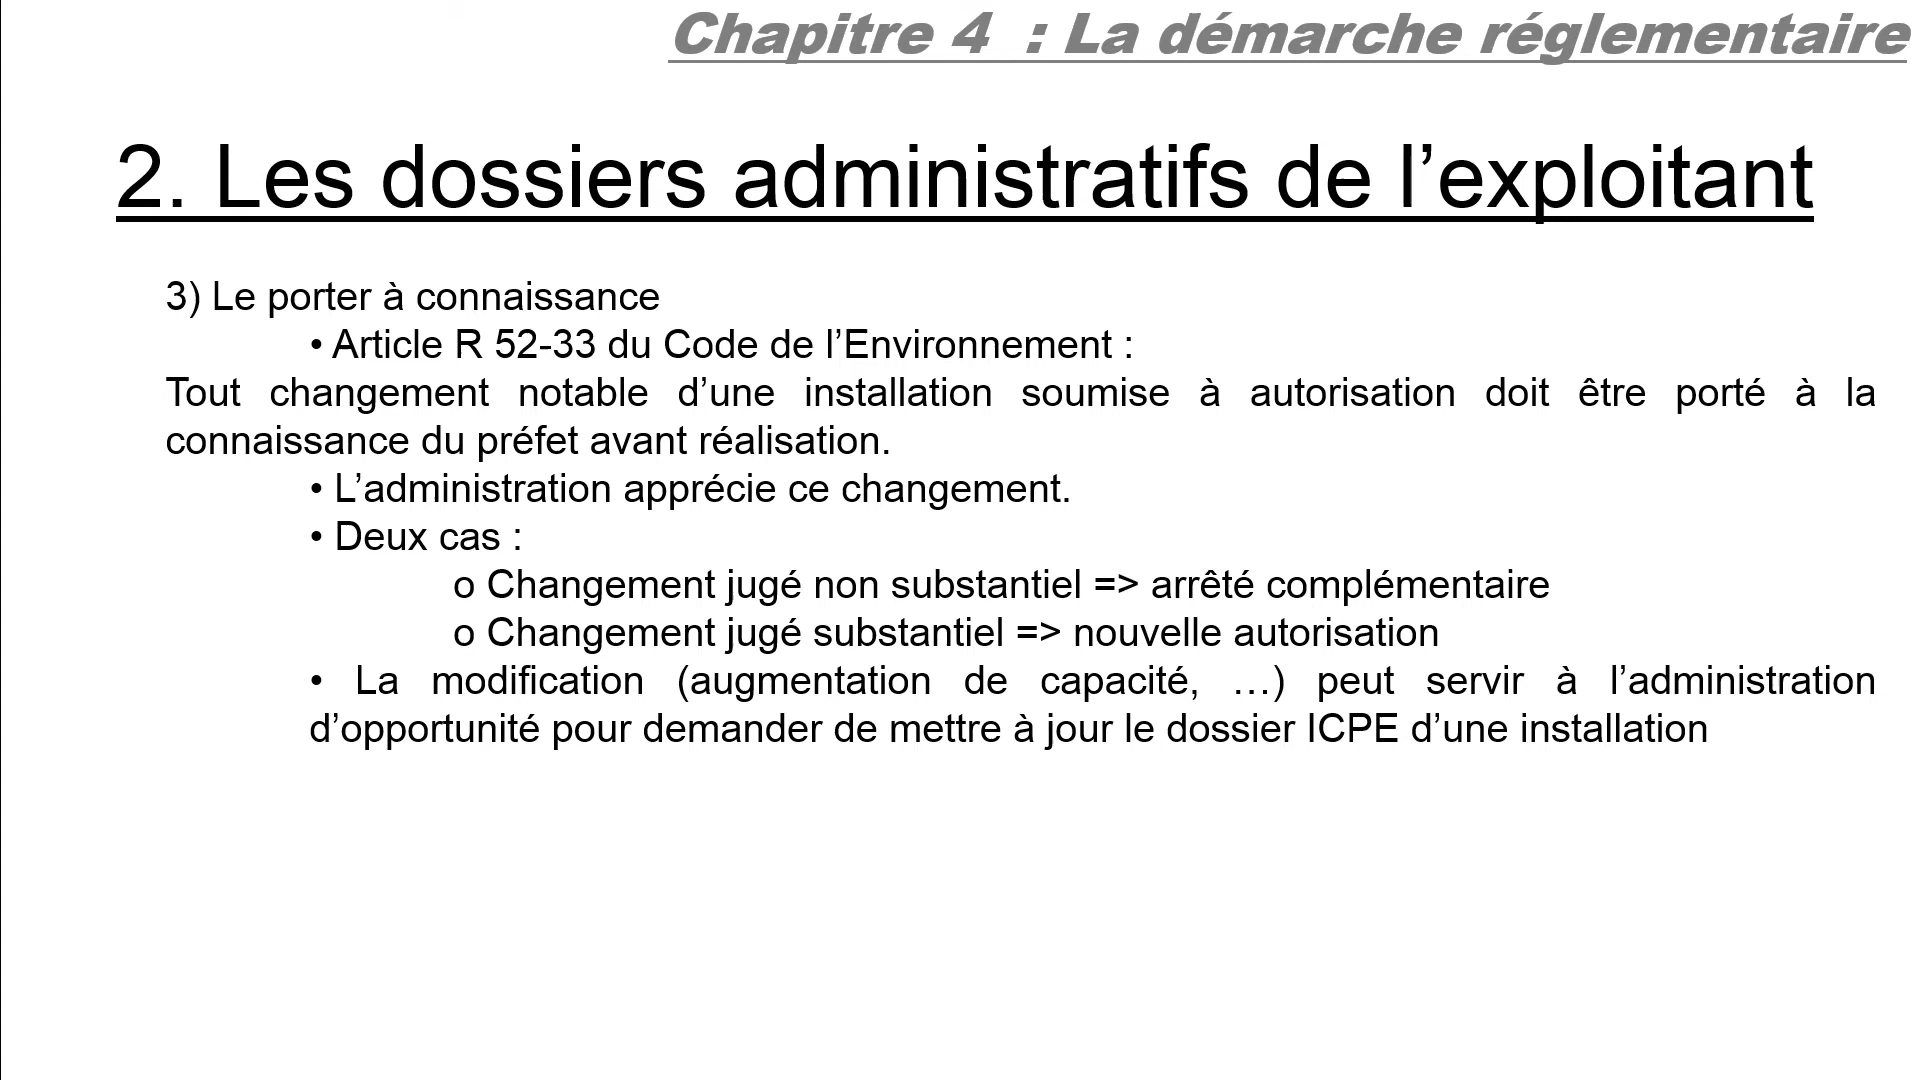 Chapitre 4  : La démarche réglementaire
2. Les dossiers administratifs de l’exploitant
3) Le porter à connaissance
• Article R 52-33 du Code de l’Environnement :
Tout changement notable d’une installation soumise à autorisation doit être porté à la
connaissance du préfet avant réalisation.
• L’administration apprécie ce changement.
• Deux cas :
o Changement jugé non substantiel => arrêté complémentaire
o Changement jugé substantiel => nouvelle autorisation
• La modification (augmentation de capacité, …) peut servir à l’administration
d’opportunité pour demander de mettre à jour le dossier ICPE d’une installation